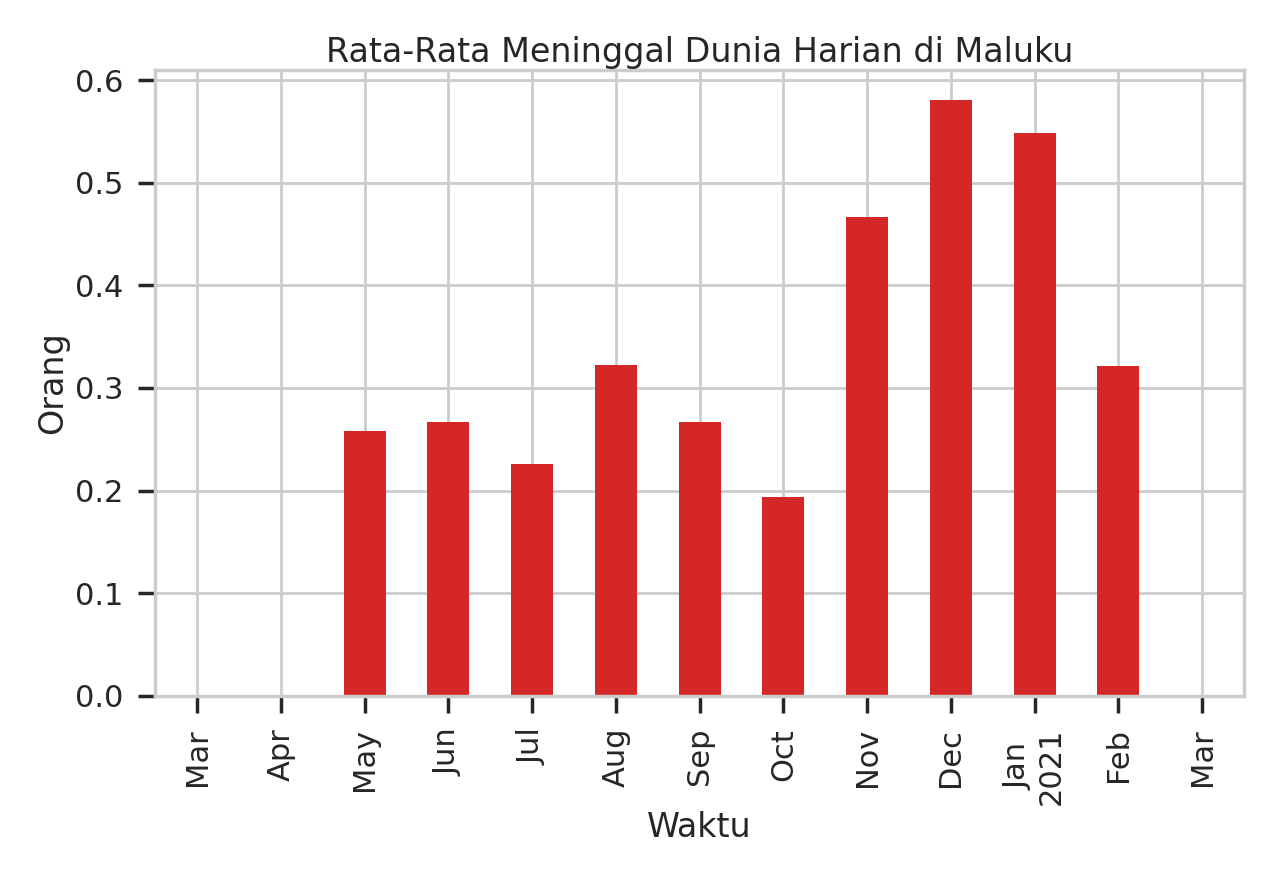 Rata-Rata Meninggal Dunia Harian di Maluku
0.6
0.5
0.4
0.3
0.2
0.1
0.0
Orang
Mar
Apr
May
Jun
Jul
Aug
Sep
Oct
Nov
Dec
Jan
2021
Feb
Mar
Waktu